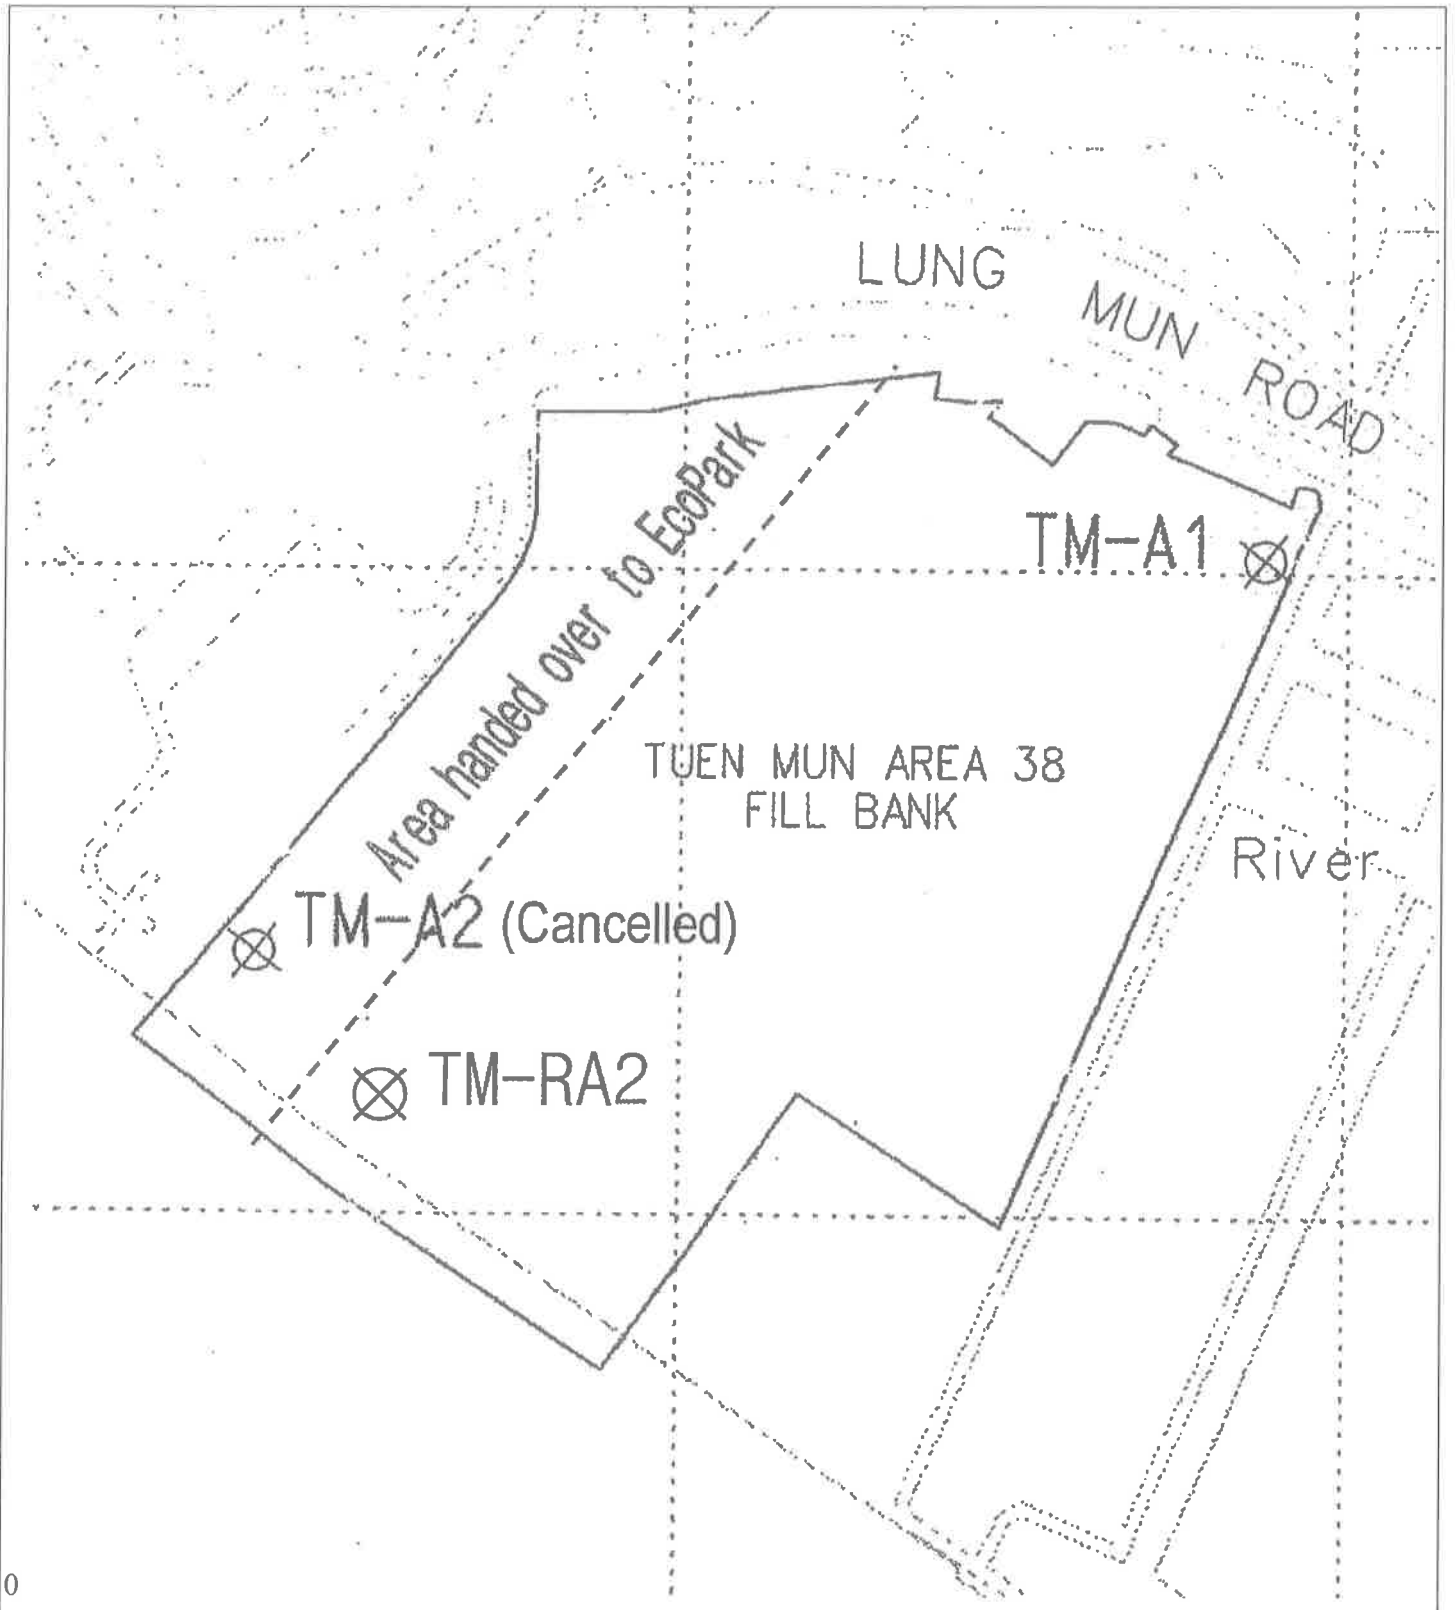 LUNG MUN ROAD
TM-A1
Area handed over to EcoPark
TUEN MUN AREA 38
FILL BANK
River
TM-A2 (Cancelled)
TM-RA2
0